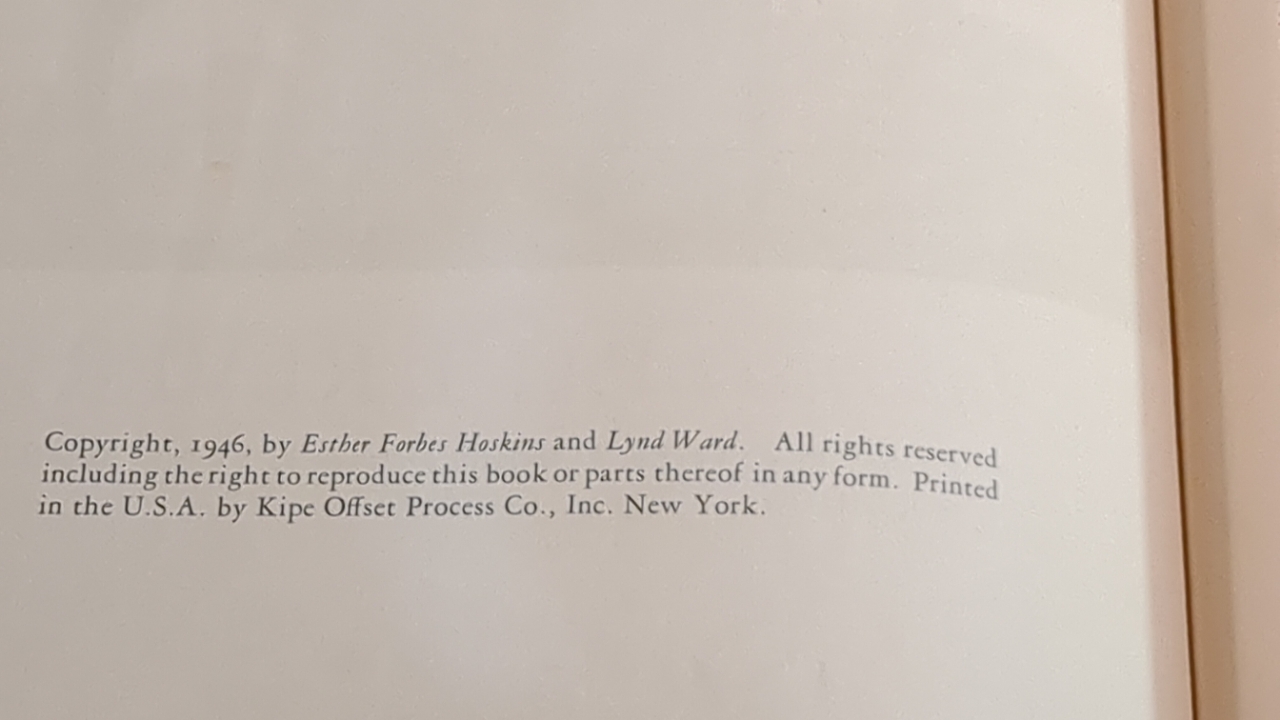 Copyright, 1946, by Esther Forbes Hoskins and Lynd Ward. All rights reserved
including the right to reproduce this book or parts thereof in any form. Printed
in the U.S.A. by Kipe Offset Process Co., Inc. New York.